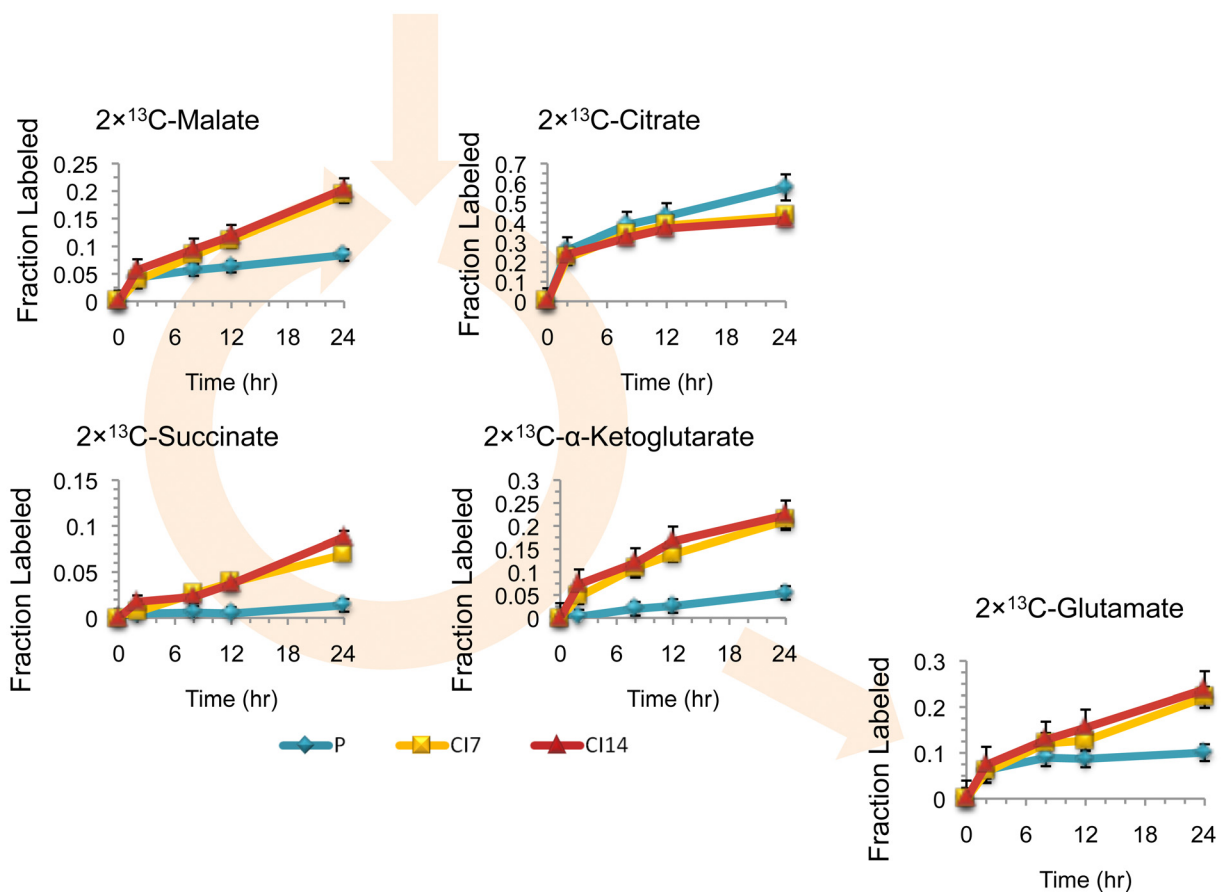 2×¹³C-Malate
Fraction Labeled
0.25
0.2
0.15
0.1
0.05
0
0 6 12 18 24
Time (hr)
2×¹³C-Citrate
Fraction Labeled
0.7
0.6
0.5
0.4
0.3
0.2
0.1
0
0 6 12 18 24
Time (hr)
2×¹³C-Succinate
Fraction Labeled
0.15
0.1
0.05
0
0 6 12 18 24
Time (hr)
2×¹³C-α-Ketoglutarate
Fraction Labeled
0.3
0.25
0.2
0.15
0.1
0.05
0
0 6 12 18 24
Time (hr)
P CI7 CI14
2×¹³C-Glutamate
Fraction Labeled
0.3
0.2
0.1
0
0 6 12 18 24
Time (hr)